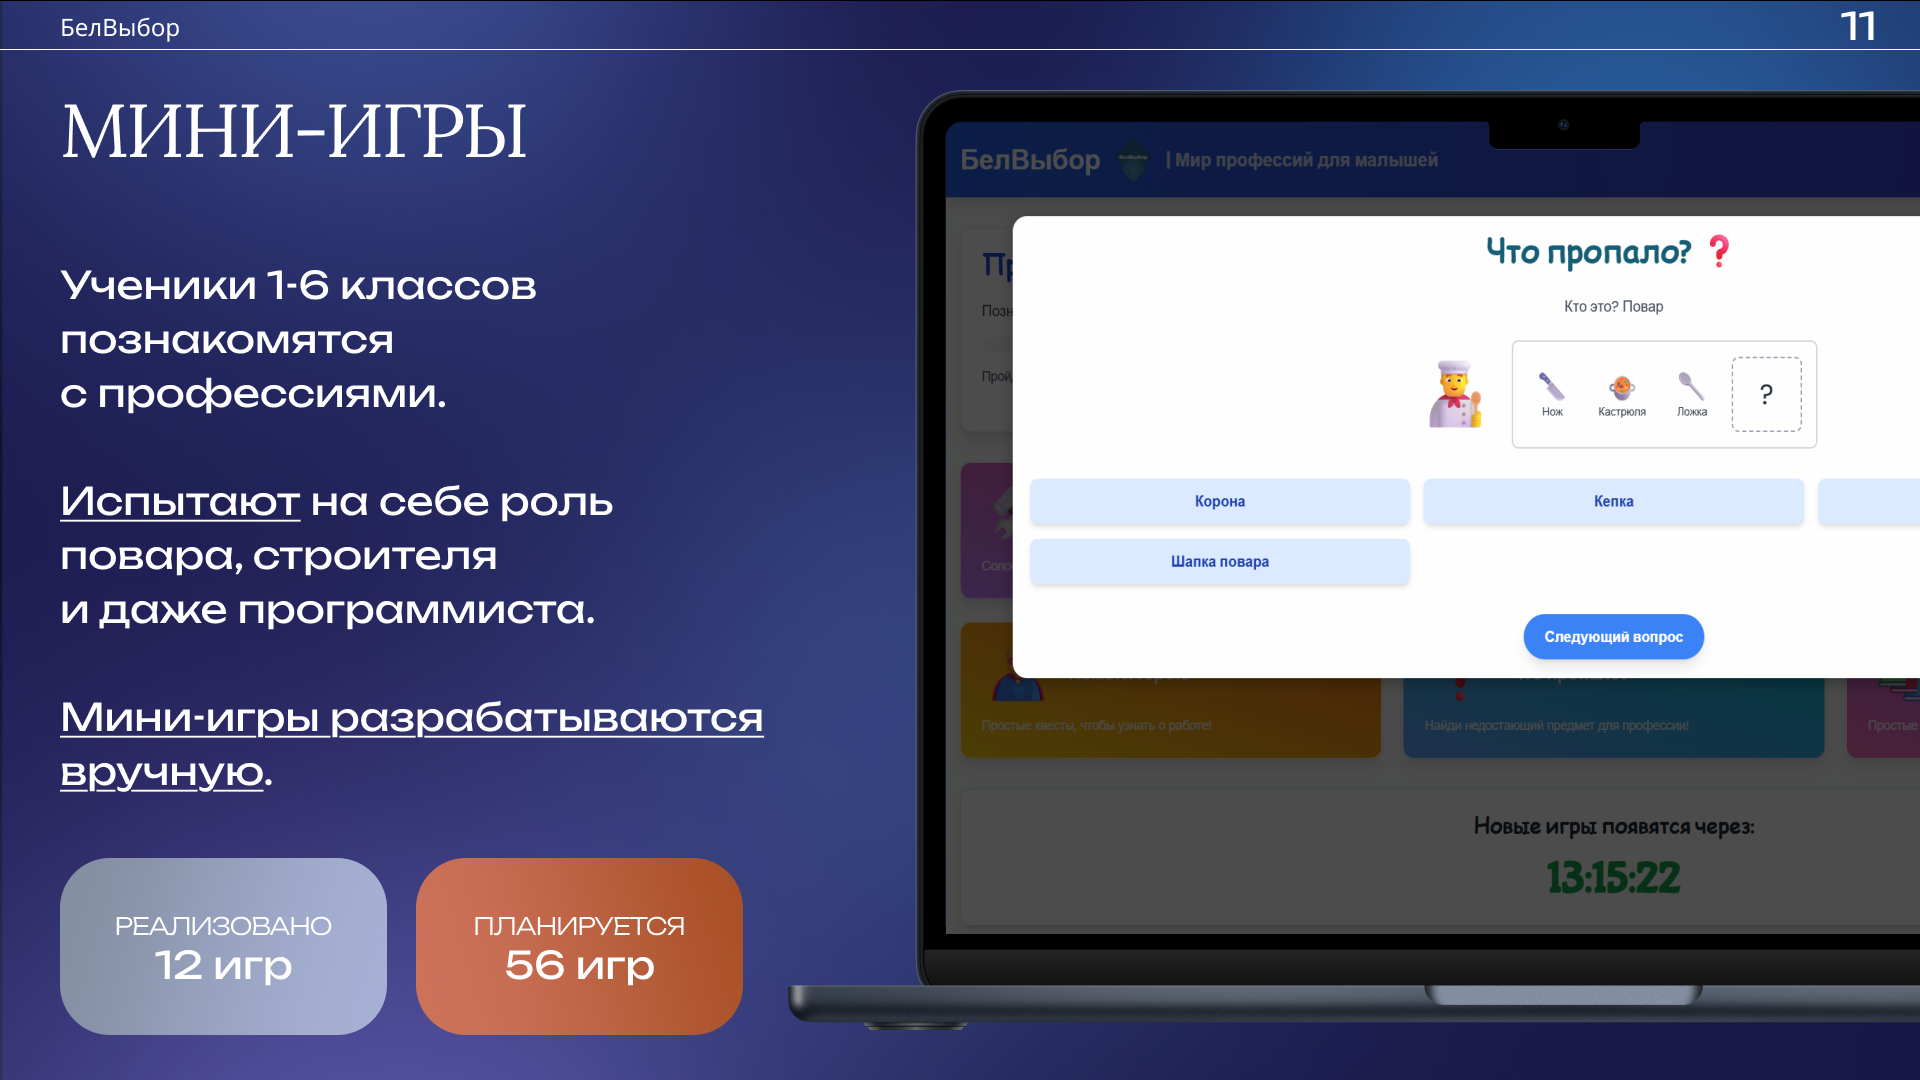 БелВыбор
11
МИНИ-ИГРЫ
Ученики 1-6 классов
познакомятся
с профессиями.
Испытают на себе роль
повара, строителя
и даже программиста.
Мини-игры разрабатываются
вручную.
РЕАЛИЗОВАНО
12 игр
ПЛАНИРУЕТСЯ
56 игр
БелВыбор | Мир профессий для малышей
Что пропало? ❓
Кто это? Повар
Нож Кастрюля Ложка ?
Корона Кепка
Шапка повара
Следующий вопрос
Простые квесты, чтобы узнать о работе! Найди недостающий предмет для профессии! Простые
Новые игры появятся через:
13:15:22